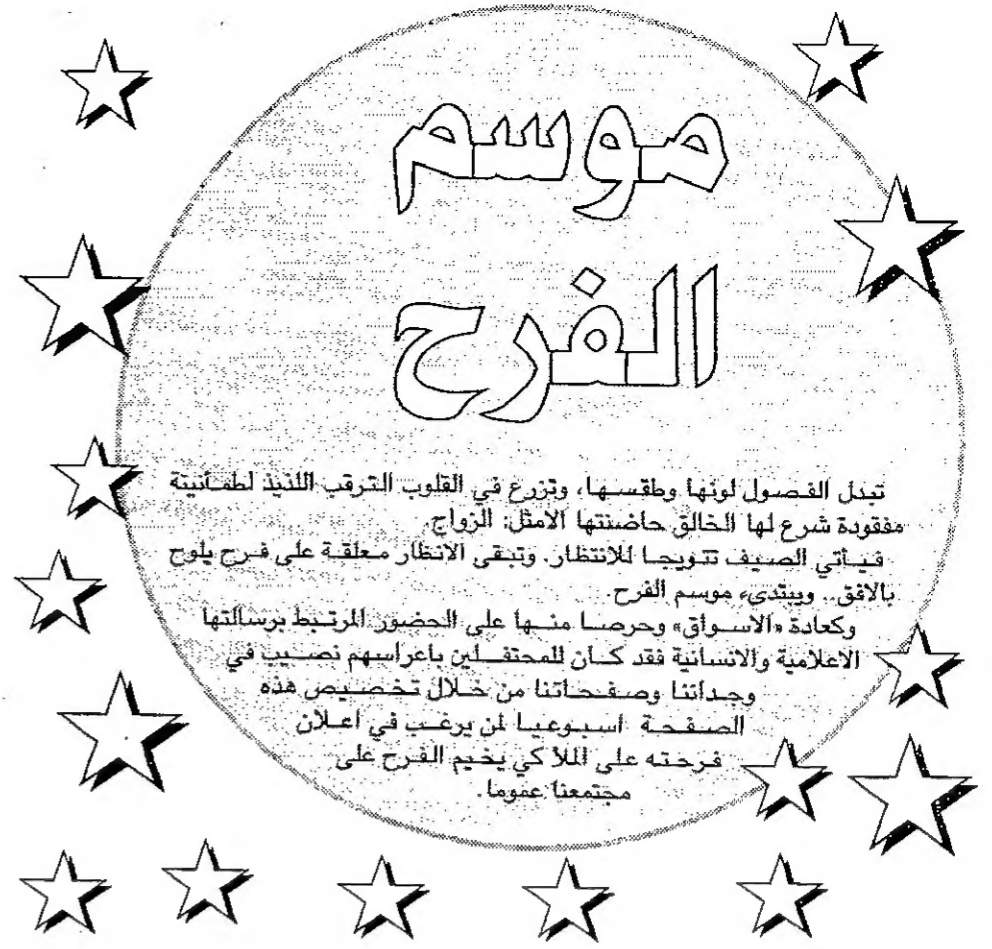 موسم
الفرح
تبدل الفصول لونها وطقسها، وتزرع في القلوب الترقب اللذيذ لطمأنينة
مفقودة شرع لها الخالق حاضنتها الامثل: الزواج.
فيأتي الصيف تتويجا للانتظار. وتبقى الانظار معلقة على فرح يلوح
بالافق.. ويبتدىء موسم الفرح.
وكعادة «الاسواق» وحرصا منها على الحضور المرتبط برسالتها
الاعلامية والانسانية فقد كان للمحتفلين باعراسهم نصيب في
وجداننا وصفحاتنا من خلال تخصيص هذه
الصفحة اسبوعيا لمن يرغب في اعلان
فرحته على الملأ كي يخيم الفرح على
مجتمعنا عموما.